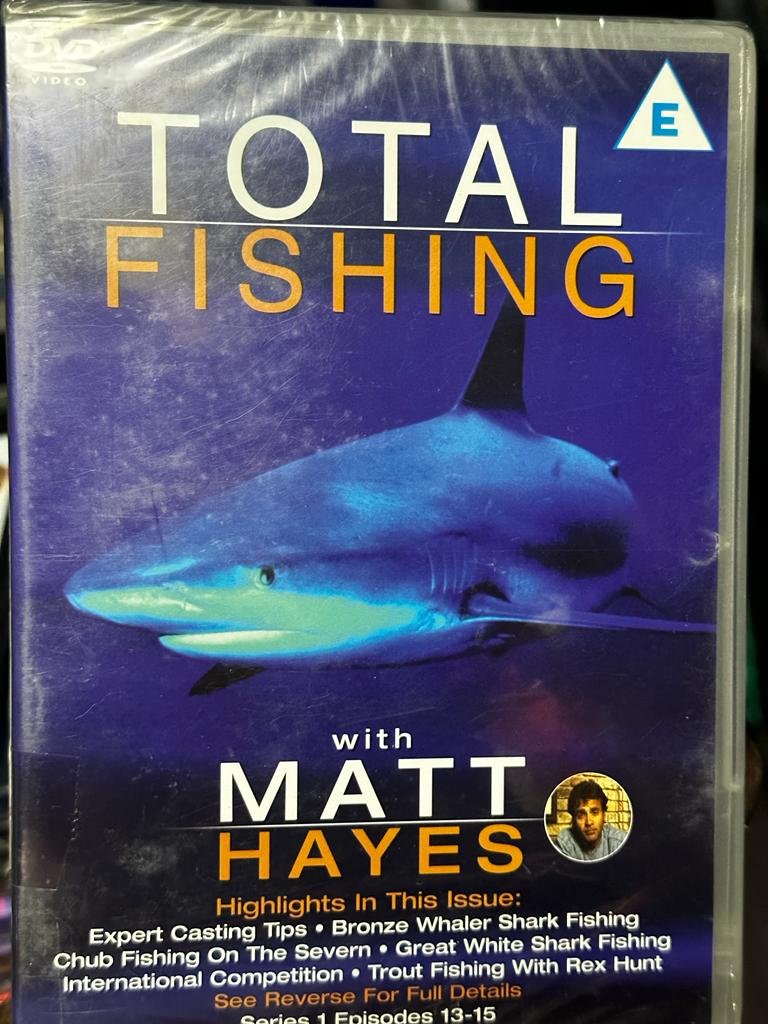 DVD
VIDEO
E
TOTAL
FISHING
with
MATT
HAYES
Highlights In This Issue:
Expert Casting Tips • Bronze Whaler Shark Fishing
Chub Fishing On The Severn • Great White Shark Fishing
International Competition • Trout Fishing With Rex Hunt
See Reverse For Full Details
Series 1 Episodes 13-15